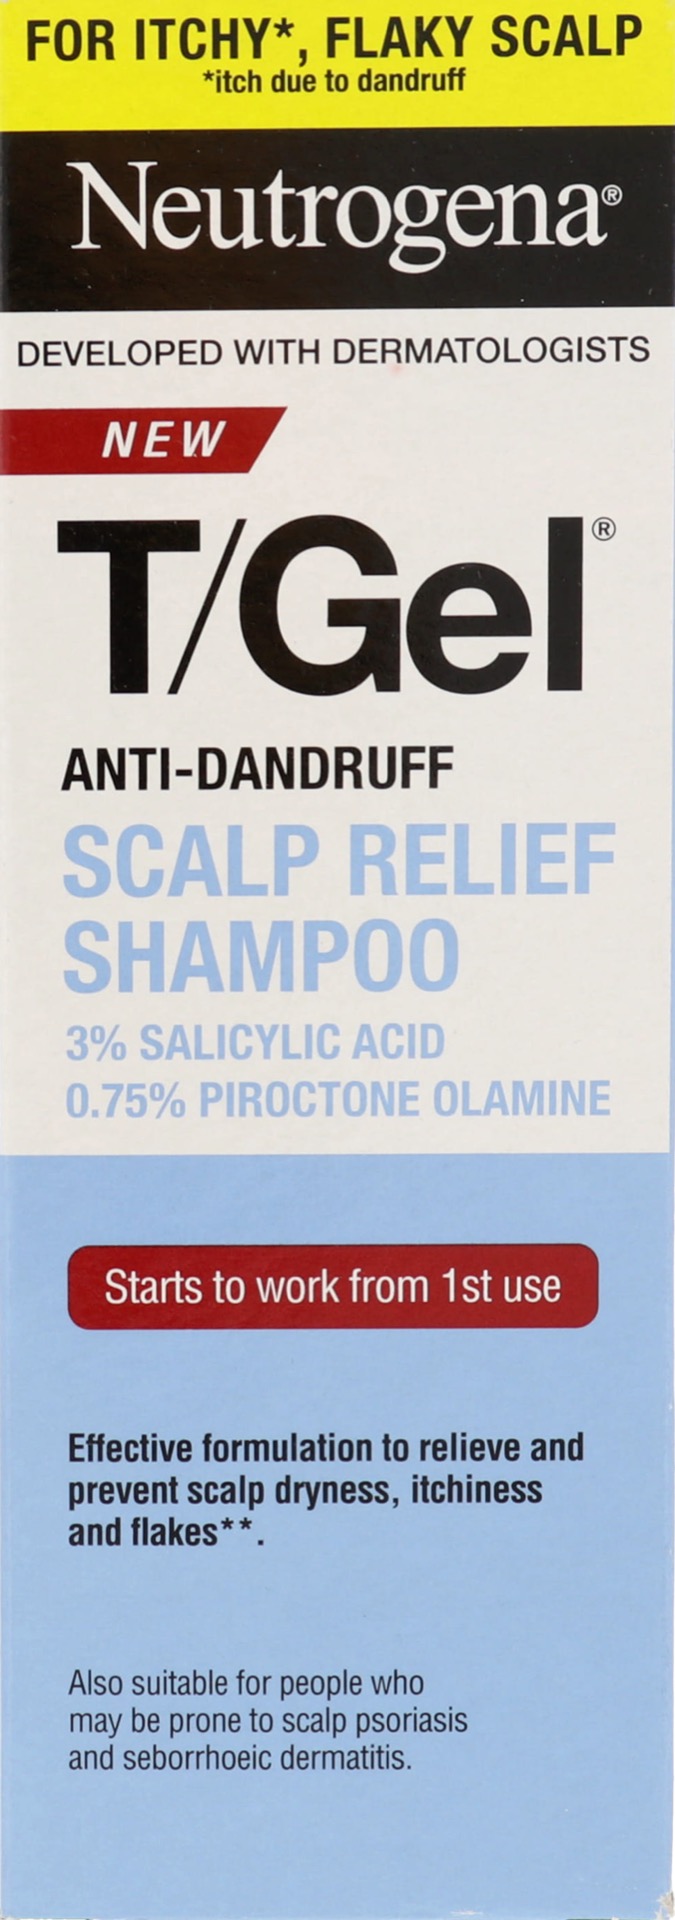 FOR ITCHY*, FLAKY SCALP
*itch due to dandruff
Neutrogena®
DEVELOPED WITH DERMATOLOGISTS
NEW
T/Gel®
ANTI-DANDRUFF
SCALP RELIEF
SHAMPOO
3% SALICYLIC ACID
0.75% PIROCTONE OLAMINE
Starts to work from 1st use
Effective formulation to relieve and
prevent scalp dryness, itchiness
and flakes**.
Also suitable for people who
may be prone to scalp psoriasis
and seborrhoeic dermatitis.